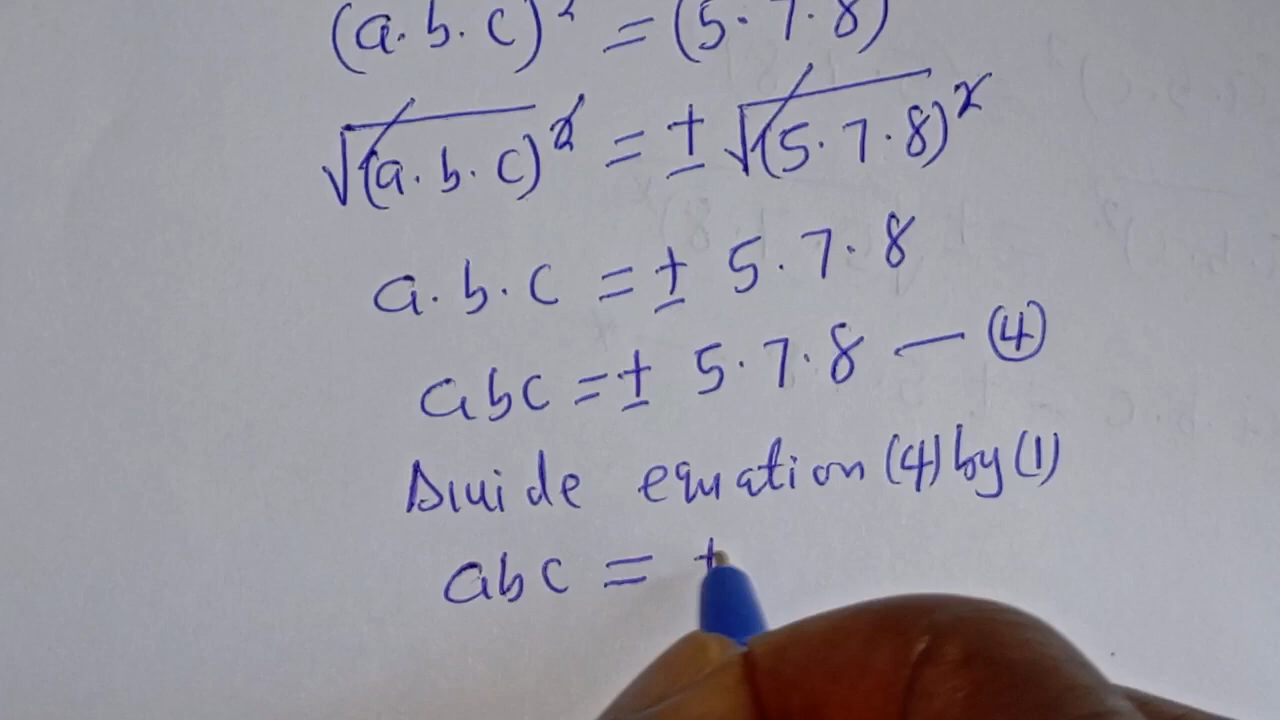 (a.b.c)² = (5.7.8)
√(a.b.c)² = ± √(5.7.8)²
a.b.c = ± 5.7.8
abc = ± 5.7.8 — (4)
Divide equation (4) by (1)
abc = ±